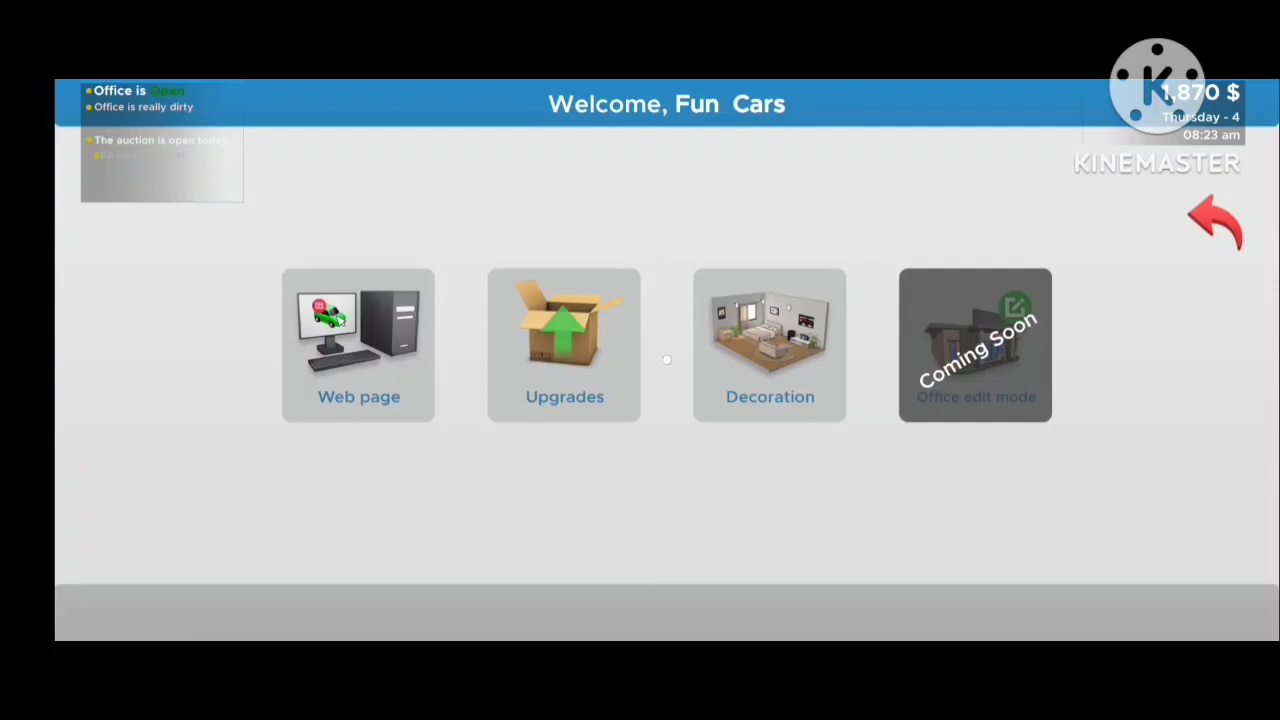 Office is Open
Office is really dirty
The auction is open today
Welcome, Fun Cars
1,870 $
Thursday - 4
08:23 am
K
KINEMASTER
Web page
Upgrades
Decoration
Coming Soon
Office edit mode